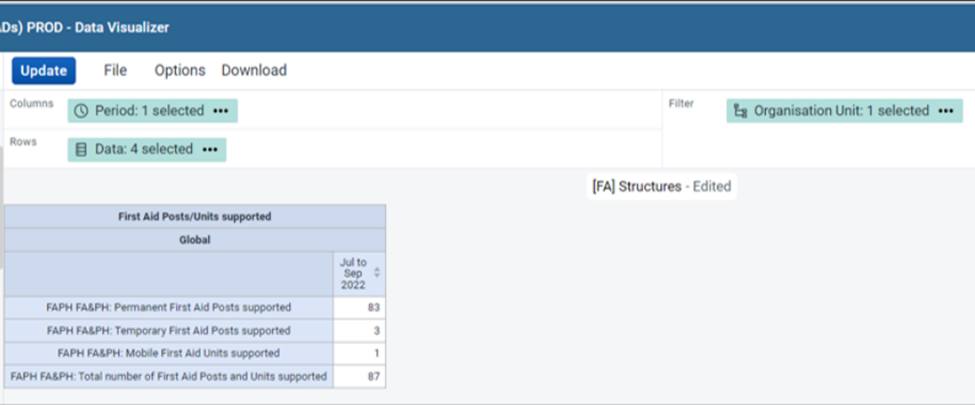 ADs) PROD - Data Visualizer
Update File Options Download
Columns Period: 1 selected ••• Filter Organisation Unit: 1 selected •••
Rows Data: 4 selected •••
[FA] Structures - Edited
First Aid Posts/Units supported
Global
Jul to
Sep
2022
FAPH FA&PH: Permanent First Aid Posts supported 83
FAPH FA&PH: Temporary First Aid Posts supported 3
FAPH FA&PH: Mobile First Aid Units supported 1
FAPH FA&PH: Total number of First Aid Posts and Units supported 87